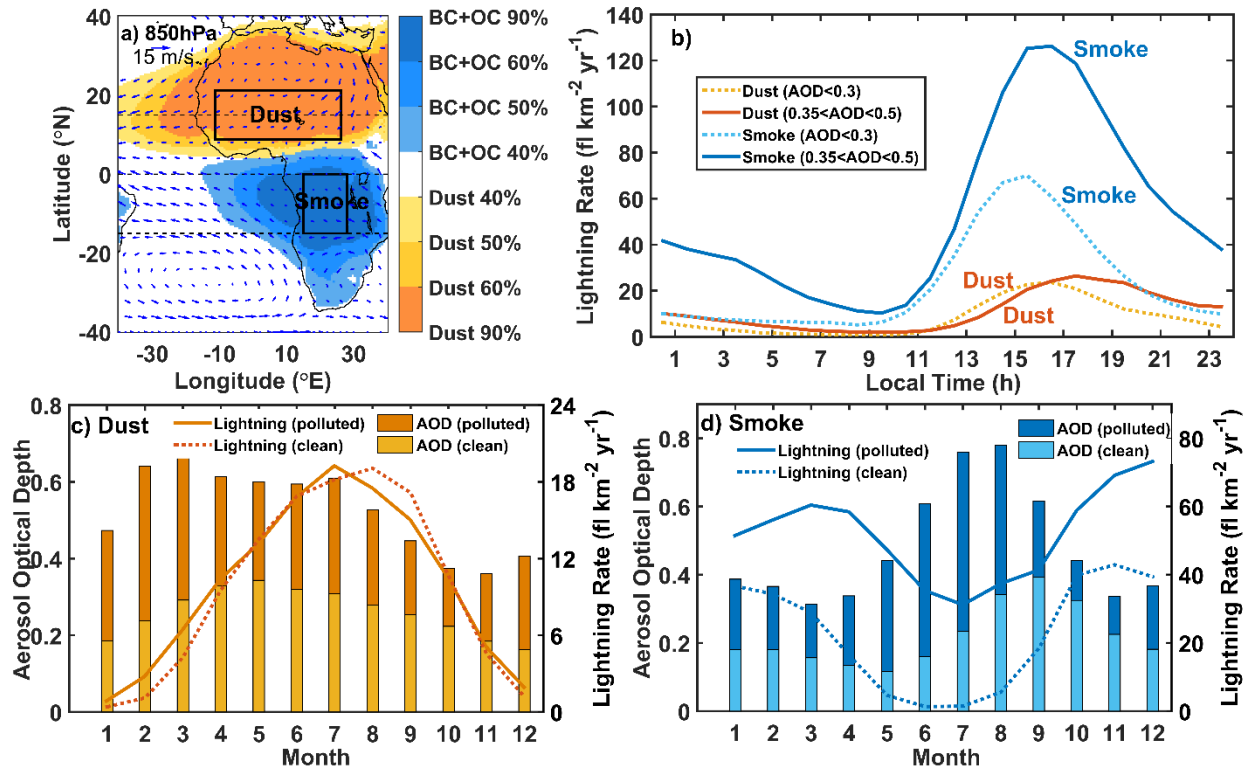 a) 850hPa
15 m/s
Dust
Smoke
40
20
0
-20
-40
Latitude (°N)
-30
-10
10
30
Longitude (°E)
BC+OC 90%
BC+OC 60%
BC+OC 50%
BC+OC 40%
Dust 40%
Dust 50%
Dust 60%
Dust 90%
b)
140
120
100
80
60
40
20
0
Lightning Rate (fl km-2 yr-1)
Dust (AOD<0.3)
Dust (0.35<AOD<0.5)
Smoke (AOD<0.3)
Smoke (0.35<AOD<0.5)
Smoke
Smoke
Dust
Dust
1 3 5 7 9 11 13 15 17 19 21 23
Local Time (h)
c) Dust
Lightning (polluted)
Lightning (clean)
AOD (polluted)
AOD (clean)
0.8
0.6
0.4
0.2
0
Aerosol Optical Depth
24
18
12
6
0
Lightning Rate (fl km-2 yr-1)
1 2 3 4 5 6 7 8 9 10 11 12
Month
d) Smoke
Lightning (polluted)
Lightning (clean)
AOD (polluted)
AOD (clean)
0.8
0.6
0.4
0.2
0
Aerosol Optical Depth
80
60
40
20
0
Lightning Rate (fl km-2 yr-1)
1 2 3 4 5 6 7 8 9 10 11 12
Month